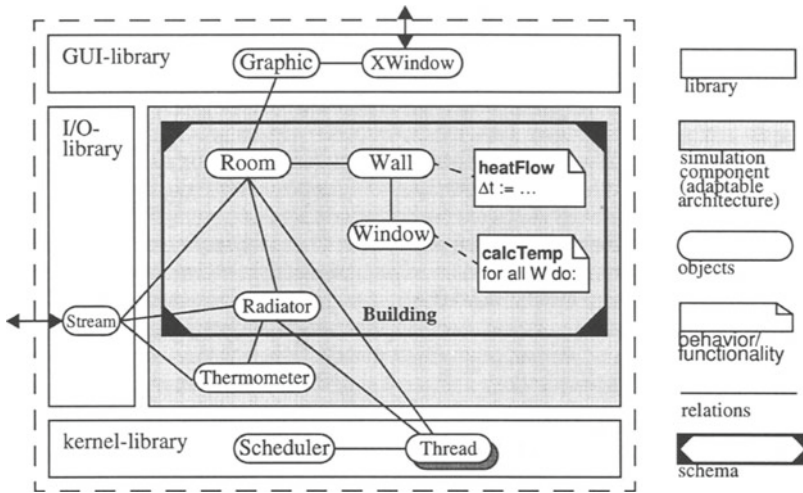 GUI-library
Graphic
XWindow
I/O-
library
Room
Wall
heatFlow
Δt := ...
Window
calcTemp
for all W do:
Radiator
Building
Stream
Thermometer
kernel-library
Scheduler
Thread
library
simulation
component
(adaptable
architecture)
objects
behavior/
functionality
relations
schema